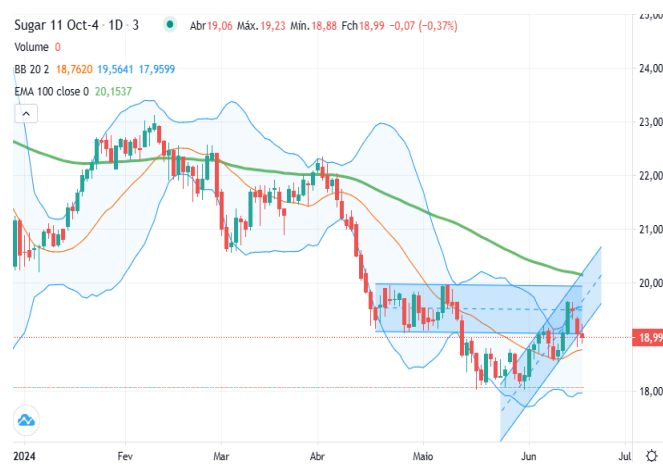 Sugar 11 Oct-4 · 1D · 3 Abr19,06 Máx.19,23 Mín.18,88 Fch18,99 −0,07 (−0,37%)
Volume 0
BB 20 2 18,7620 19,5641 17,9599
EMA 100 close 0 20,1537
25,00
24,00
23,00
22,00
21,00
20,00
18,99
18,00
2024 Fev Mar Abr Maio Jun Jul